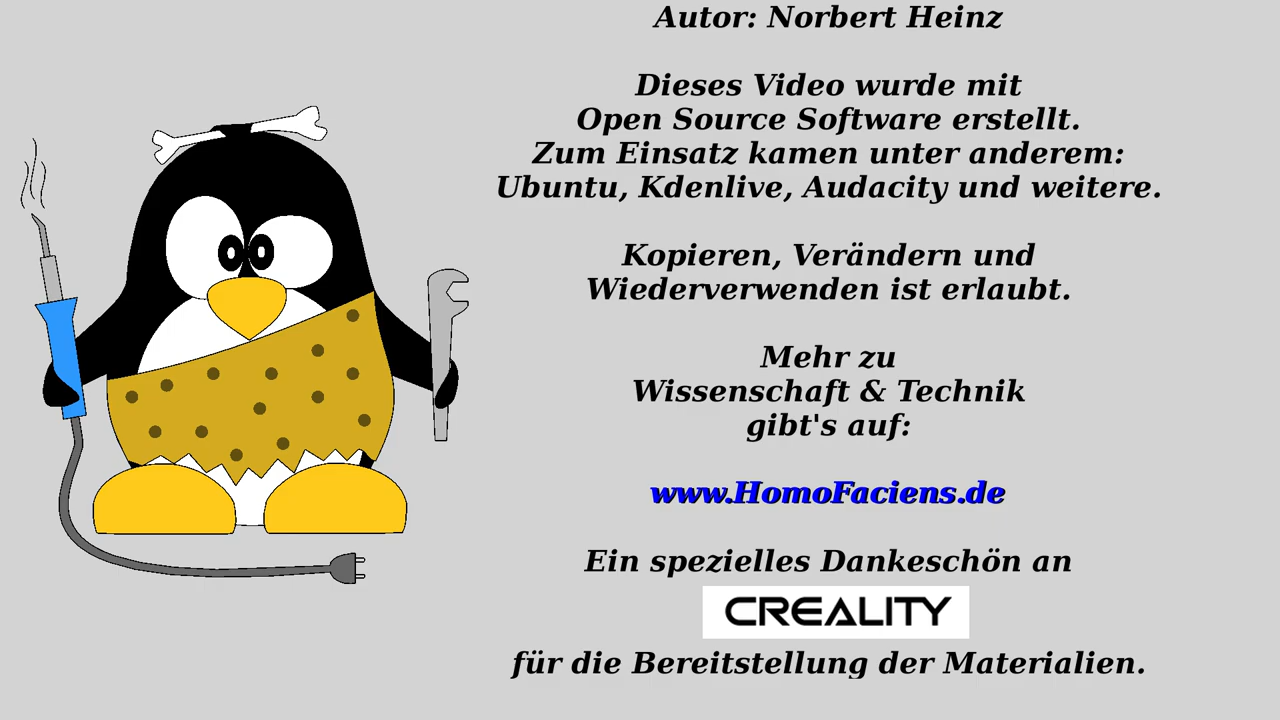 Autor: Norbert Heinz
Dieses Video wurde mit
Open Source Software erstellt.
Zum Einsatz kamen unter anderem:
Ubuntu, Kdenlive, Audacity und weitere.
Kopieren, Verändern und
Wiederverwenden ist erlaubt.
Mehr zu
Wissenschaft & Technik
gibt's auf:
www.HomoFaciens.de
Ein spezielles Dankeschön an
CREALITY
für die Bereitstellung der Materialien.